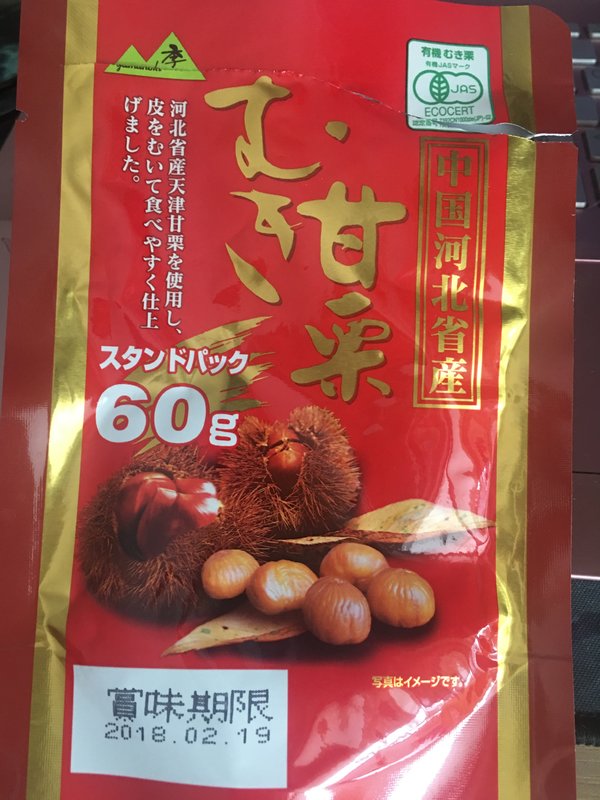 yamanoki
季
有機 むき栗
有機JASマーク
JAS
ECOCERT
むき
甘栗
中国河北省産
河北省産天津甘栗を使用し、
皮をむいて食べやすく仕上
げました。
スタンドパック
60g
写真はイメージです。
賞味期限
2018.02.19